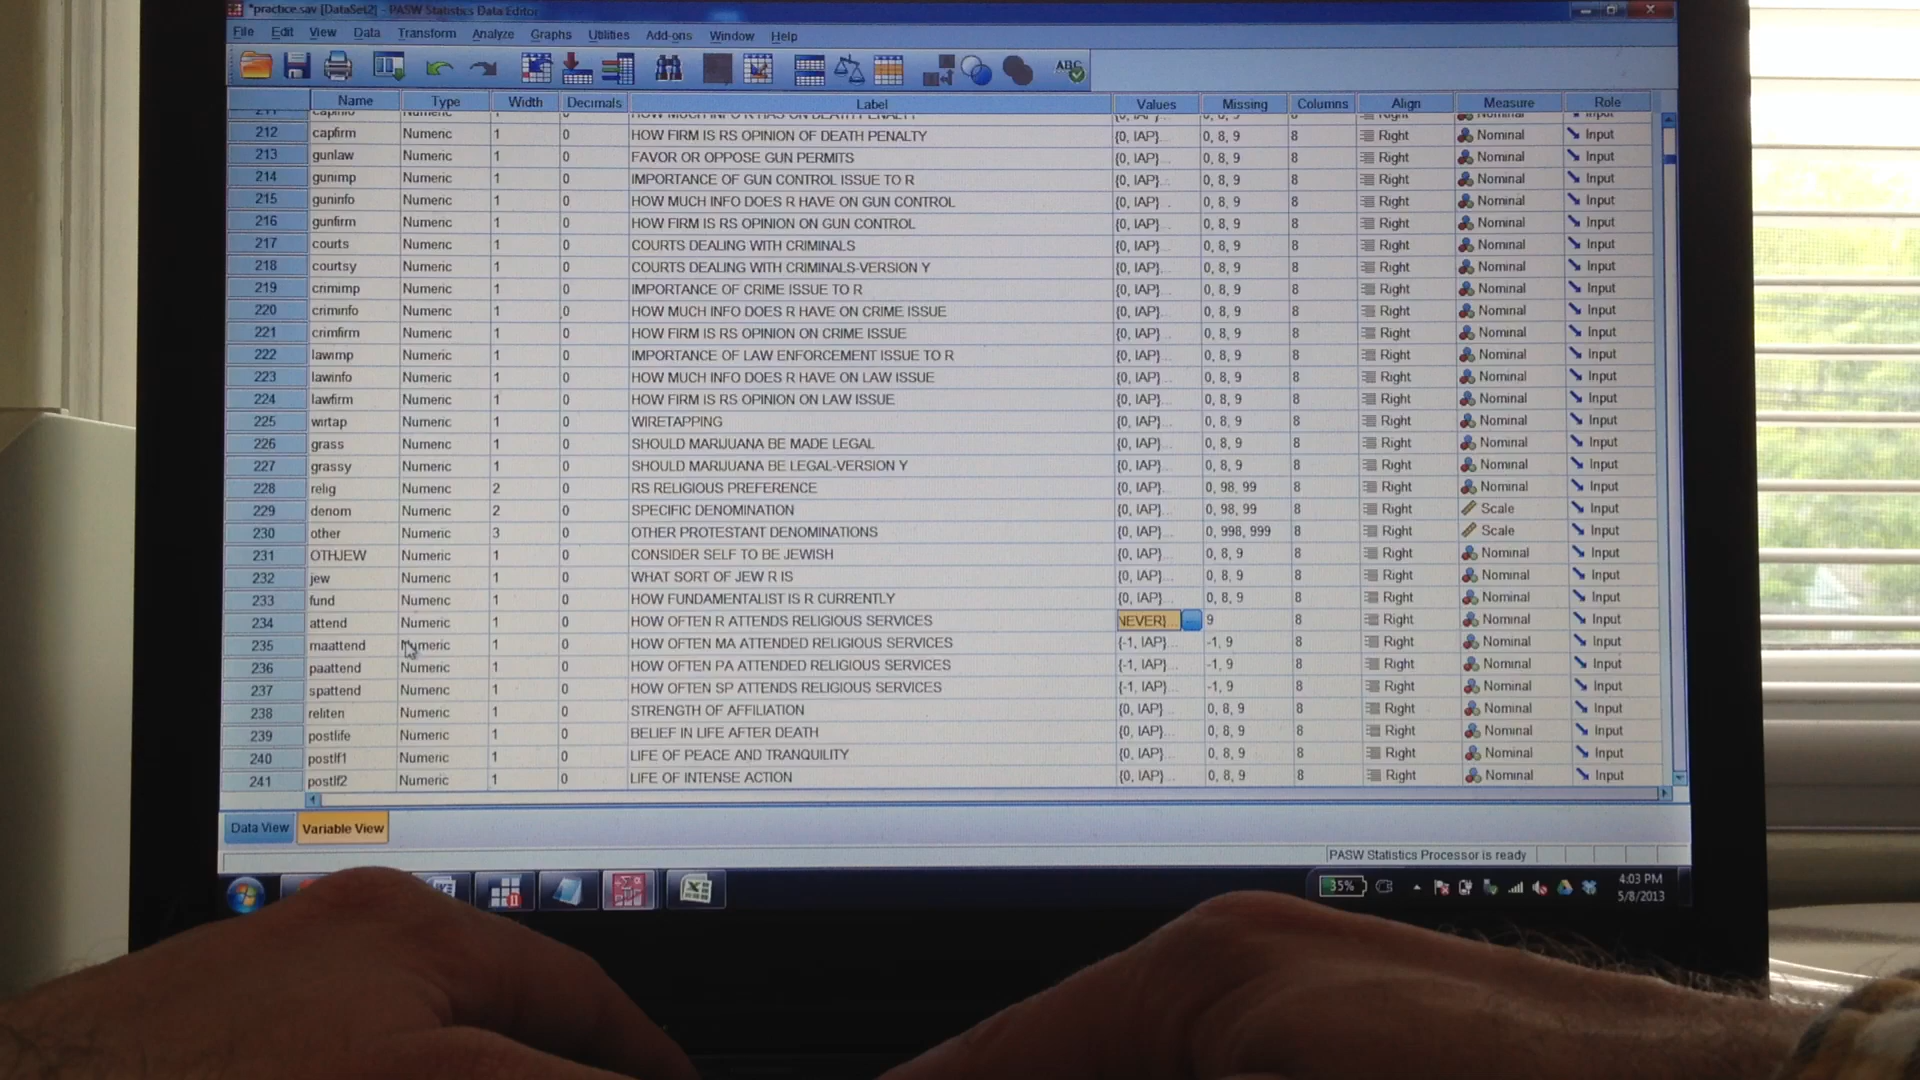 *practice.sav [DataSet2] - PASW Statistics Data Editor
File Edit View Data Transform Analyze Graphs Utilities Add-ons Window Help
ABC
Name Type Width Decimals Label Values Missing Columns Align Measure Role
212 capfirm Numeric 1 0 HOW FIRM IS RS OPINION OF DEATH PENALTY {0, IAP}... 0, 8, 9 8 Right Nominal Input
213 gunlaw Numeric 1 0 FAVOR OR OPPOSE GUN PERMITS {0, IAP}... 0, 8, 9 8 Right Nominal Input
214 gunimp Numeric 1 0 IMPORTANCE OF GUN CONTROL ISSUE TO R {0, IAP}... 0, 8, 9 8 Right Nominal Input
215 guninfo Numeric 1 0 HOW MUCH INFO DOES R HAVE ON GUN CONTROL {0, IAP}... 0, 8, 9 8 Right Nominal Input
216 gunfirm Numeric 1 0 HOW FIRM IS RS OPINION ON GUN CONTROL {0, IAP}... 0, 8, 9 8 Right Nominal Input
217 courts Numeric 1 0 COURTS DEALING WITH CRIMINALS {0, IAP}... 0, 8, 9 8 Right Nominal Input
218 courtsy Numeric 1 0 COURTS DEALING WITH CRIMINALS-VERSION Y {0, IAP}... 0, 8, 9 8 Right Nominal Input
219 crimimp Numeric 1 0 IMPORTANCE OF CRIME ISSUE TO R {0, IAP}... 0, 8, 9 8 Right Nominal Input
220 criminfo Numeric 1 0 HOW MUCH INFO DOES R HAVE ON CRIME ISSUE {0, IAP}... 0, 8, 9 8 Right Nominal Input
221 crimfirm Numeric 1 0 HOW FIRM IS RS OPINION ON CRIME ISSUE {0, IAP}... 0, 8, 9 8 Right Nominal Input
222 lawimp Numeric 1 0 IMPORTANCE OF LAW ENFORCEMENT ISSUE TO R {0, IAP}... 0, 8, 9 8 Right Nominal Input
223 lawinfo Numeric 1 0 HOW MUCH INFO DOES R HAVE ON LAW ISSUE {0, IAP}... 0, 8, 9 8 Right Nominal Input
224 lawfirm Numeric 1 0 HOW FIRM IS RS OPINION ON LAW ISSUE {0, IAP}... 0, 8, 9 8 Right Nominal Input
225 wirtap Numeric 1 0 WIRETAPPING {0, IAP}... 0, 8, 9 8 Right Nominal Input
226 grass Numeric 1 0 SHOULD MARIJUANA BE MADE LEGAL {0, IAP}... 0, 8, 9 8 Right Nominal Input
227 grassy Numeric 1 0 SHOULD MARIJUANA BE LEGAL-VERSION Y {0, IAP}... 0, 8, 9 8 Right Nominal Input
228 relig Numeric 2 0 RS RELIGIOUS PREFERENCE {0, IAP}... 0, 98, 99 8 Right Nominal Input
229 denom Numeric 2 0 SPECIFIC DENOMINATION {0, IAP}... 0, 98, 99 8 Right Scale Input
230 other Numeric 3 0 OTHER PROTESTANT DENOMINATIONS {0, IAP}... 0, 998, 999 8 Right Scale Input
231 OTHJEW Numeric 1 0 CONSIDER SELF TO BE JEWISH {0, IAP}... 0, 8, 9 8 Right Nominal Input
232 jew Numeric 1 0 WHAT SORT OF JEW R IS {0, IAP}... 0, 8, 9 8 Right Nominal Input
233 fund Numeric 1 0 HOW FUNDAMENTALIST IS R CURRENTLY {0, IAP}... 0, 8, 9 8 Right Nominal Input
234 attend Numeric 1 0 HOW OFTEN R ATTENDS RELIGIOUS SERVICES NEVER}... 9 8 Right Nominal Input
235 maattend Numeric 1 0 HOW OFTEN MA ATTENDED RELIGIOUS SERVICES {-1, IAP}... -1, 9 8 Right Nominal Input
236 paattend Numeric 1 0 HOW OFTEN PA ATTENDED RELIGIOUS SERVICES {-1, IAP}... -1, 9 8 Right Nominal Input
237 spattend Numeric 1 0 HOW OFTEN SP ATTENDS RELIGIOUS SERVICES {-1, IAP}... -1, 9 8 Right Nominal Input
238 reliten Numeric 1 0 STRENGTH OF AFFILIATION {0, IAP}... 0, 8, 9 8 Right Nominal Input
239 postlife Numeric 1 0 BELIEF IN LIFE AFTER DEATH {0, IAP}... 0, 8, 9 8 Right Nominal Input
240 postlf1 Numeric 1 0 LIFE OF PEACE AND TRANQUILITY {0, IAP}... 0, 8, 9 8 Right Nominal Input
241 postlf2 Numeric 1 0 LIFE OF INTENSE ACTION {0, IAP}... 0, 8, 9 8 Right Nominal Input
Data View Variable View
PASW Statistics Processor is ready
35% 4:03 PM
5/8/2013